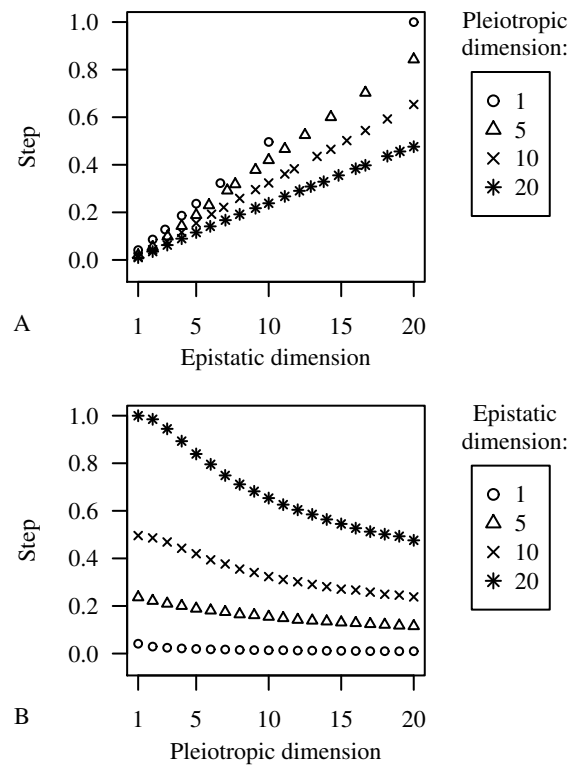 Pleiotropic
dimension:
1
5
10
20
1.0
0.8
0.6
0.4
0.2
0.0
Step
1 5 10 15 20
Epistatic dimension
A
Epistatic
dimension:
1
5
10
20
1.0
0.8
0.6
0.4
0.2
0.0
Step
1 5 10 15 20
Pleiotropic dimension
B